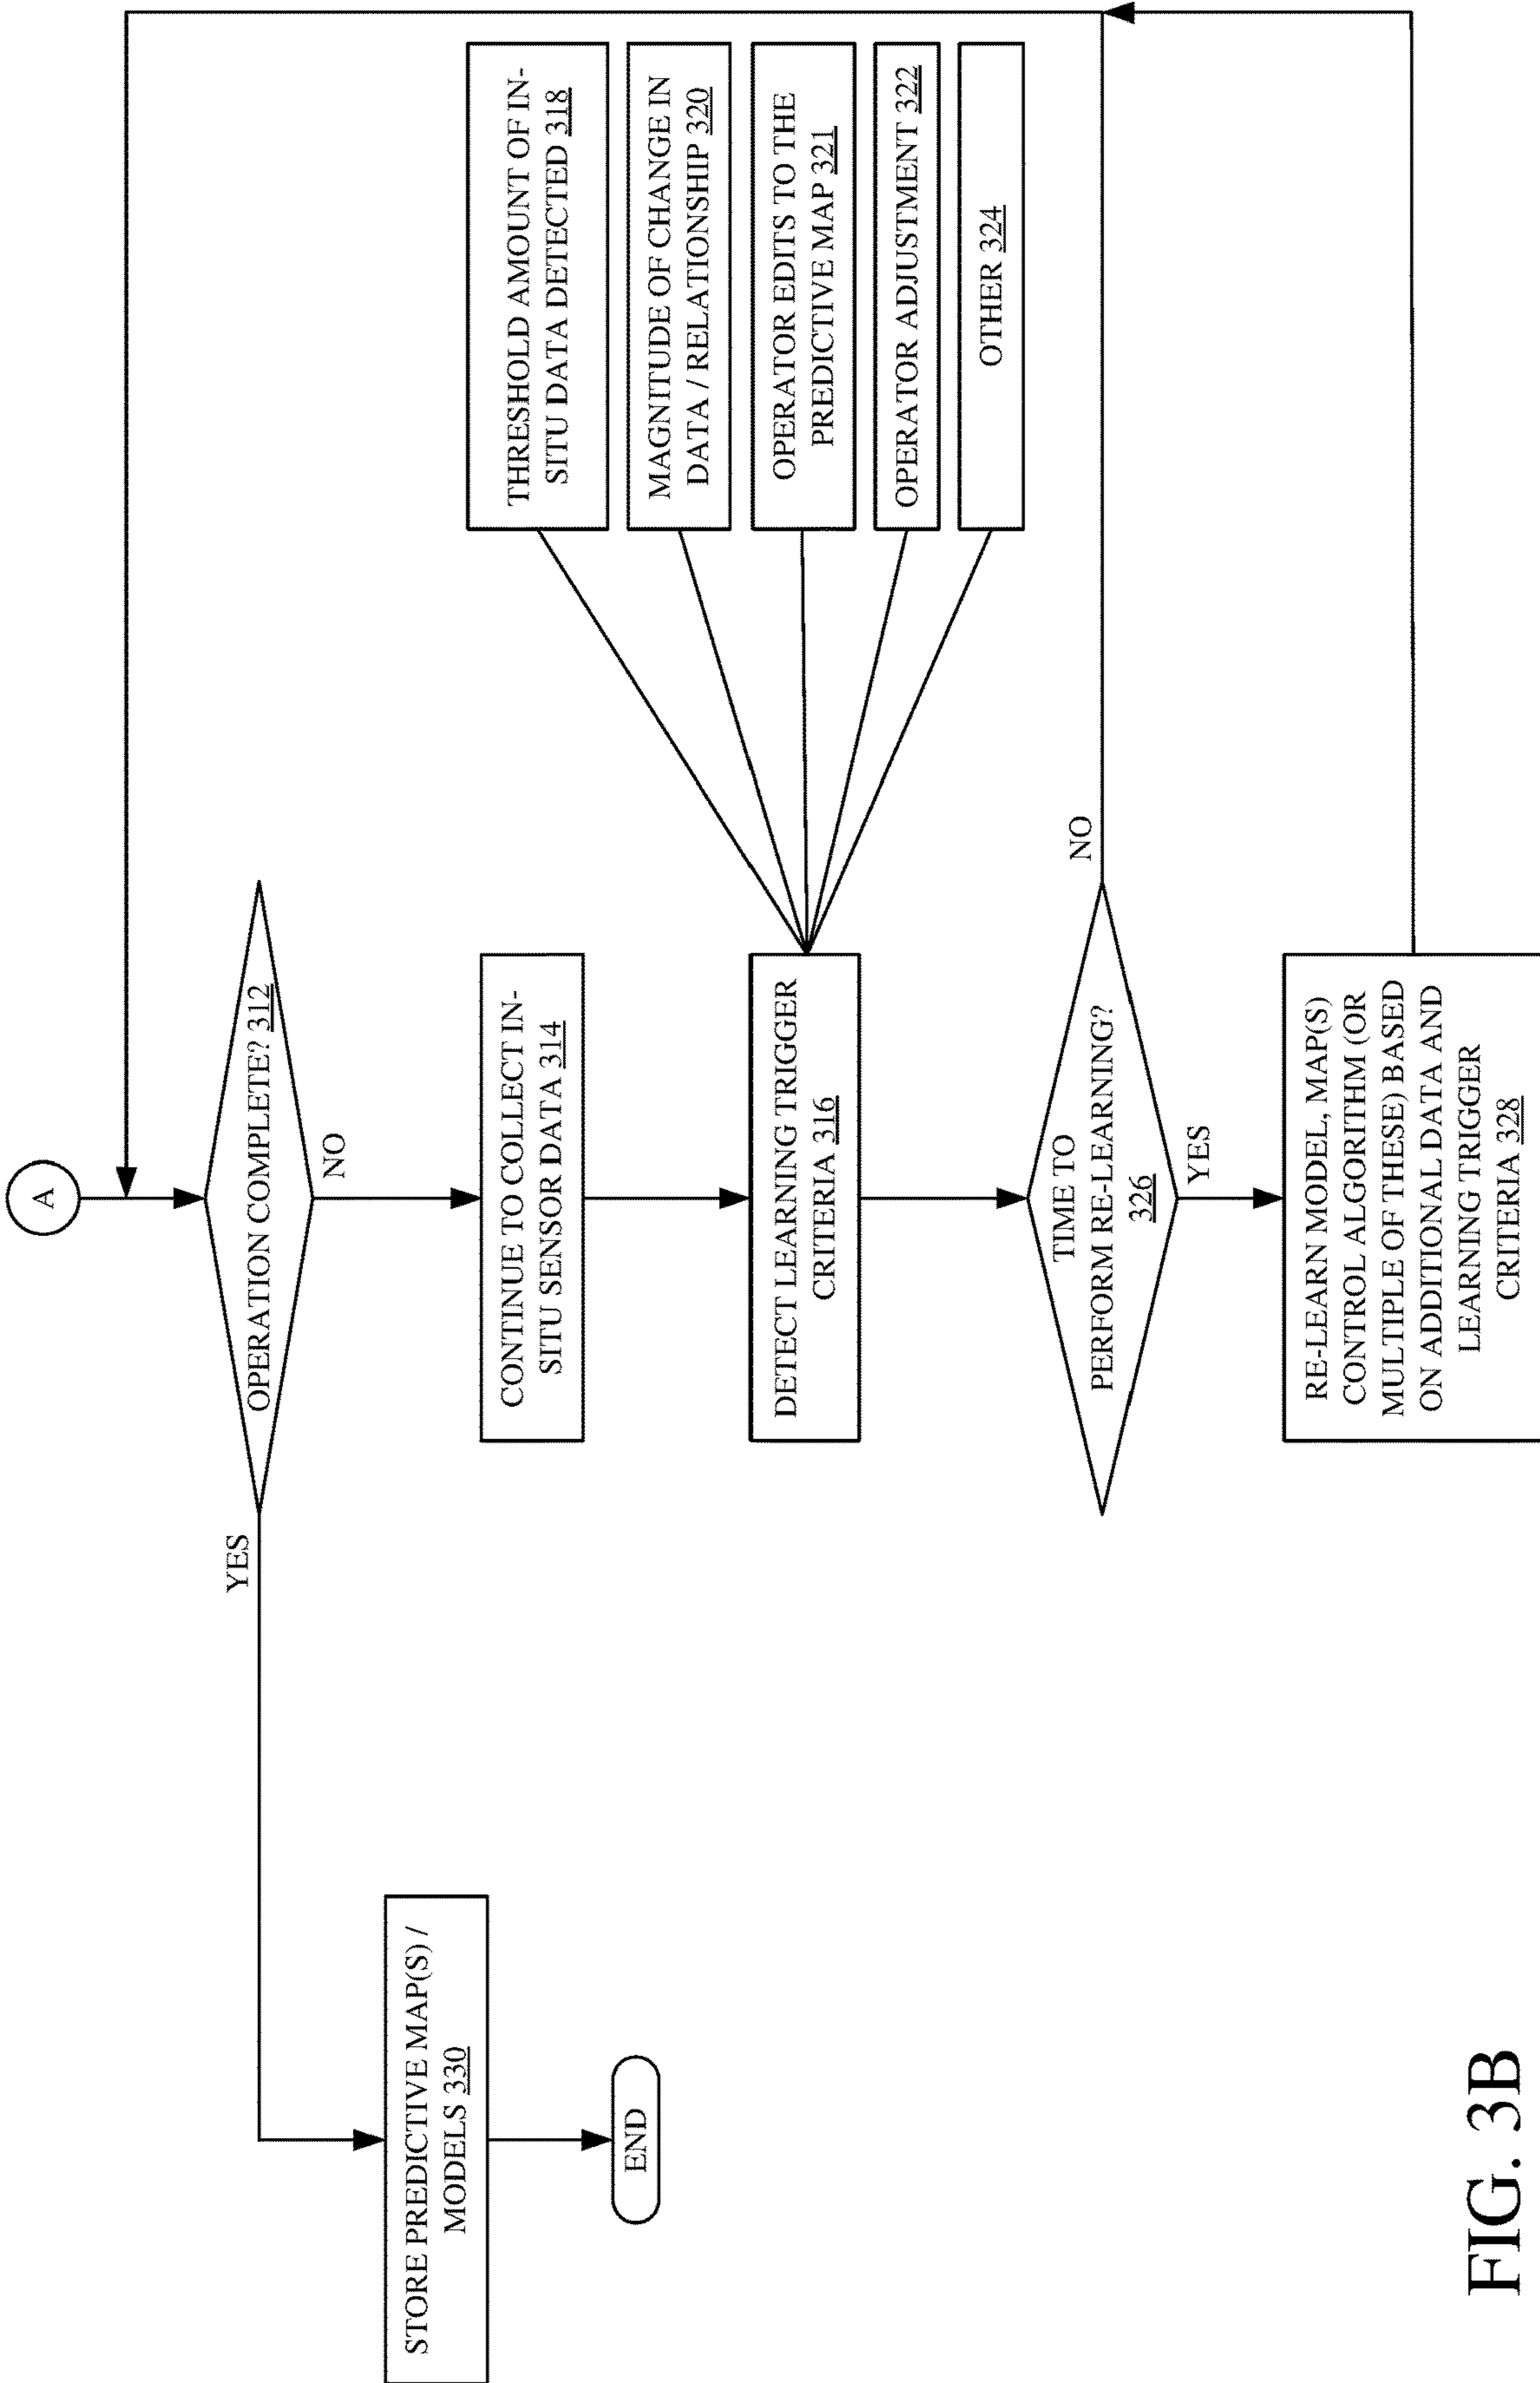 A
OPERATION COMPLETE? 312
YES
NO
STORE PREDICTIVE MAP(S) /
MODELS 330
END
CONTINUE TO COLLECT IN-
SITU SENSOR DATA 314
DETECT LEARNING TRIGGER
CRITERIA 316
THRESHOLD AMOUNT OF IN-
SITU DATA DETECTED 318
MAGNITUDE OF CHANGE IN
DATA / RELATIONSHIP 320
OPERATOR EDITS TO THE
PREDICTIVE MAP 321
OPERATOR ADJUSTMENT 322
OTHER 324
TIME TO
PERFORM RE-LEARNING?
326
NO
YES
RE-LEARN MODEL, MAP(S)
CONTROL ALGORITHM (OR
MULTIPLE OF THESE) BASED
ON ADDITIONAL DATA AND
LEARNING TRIGGER
CRITERIA 328
FIG. 3B